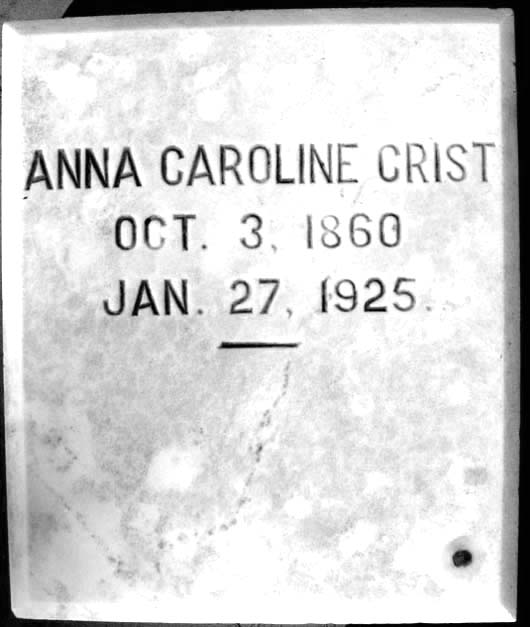 ANNA CAROLINE CRIST
OCT. 3, 1860
JAN. 27, 1925.